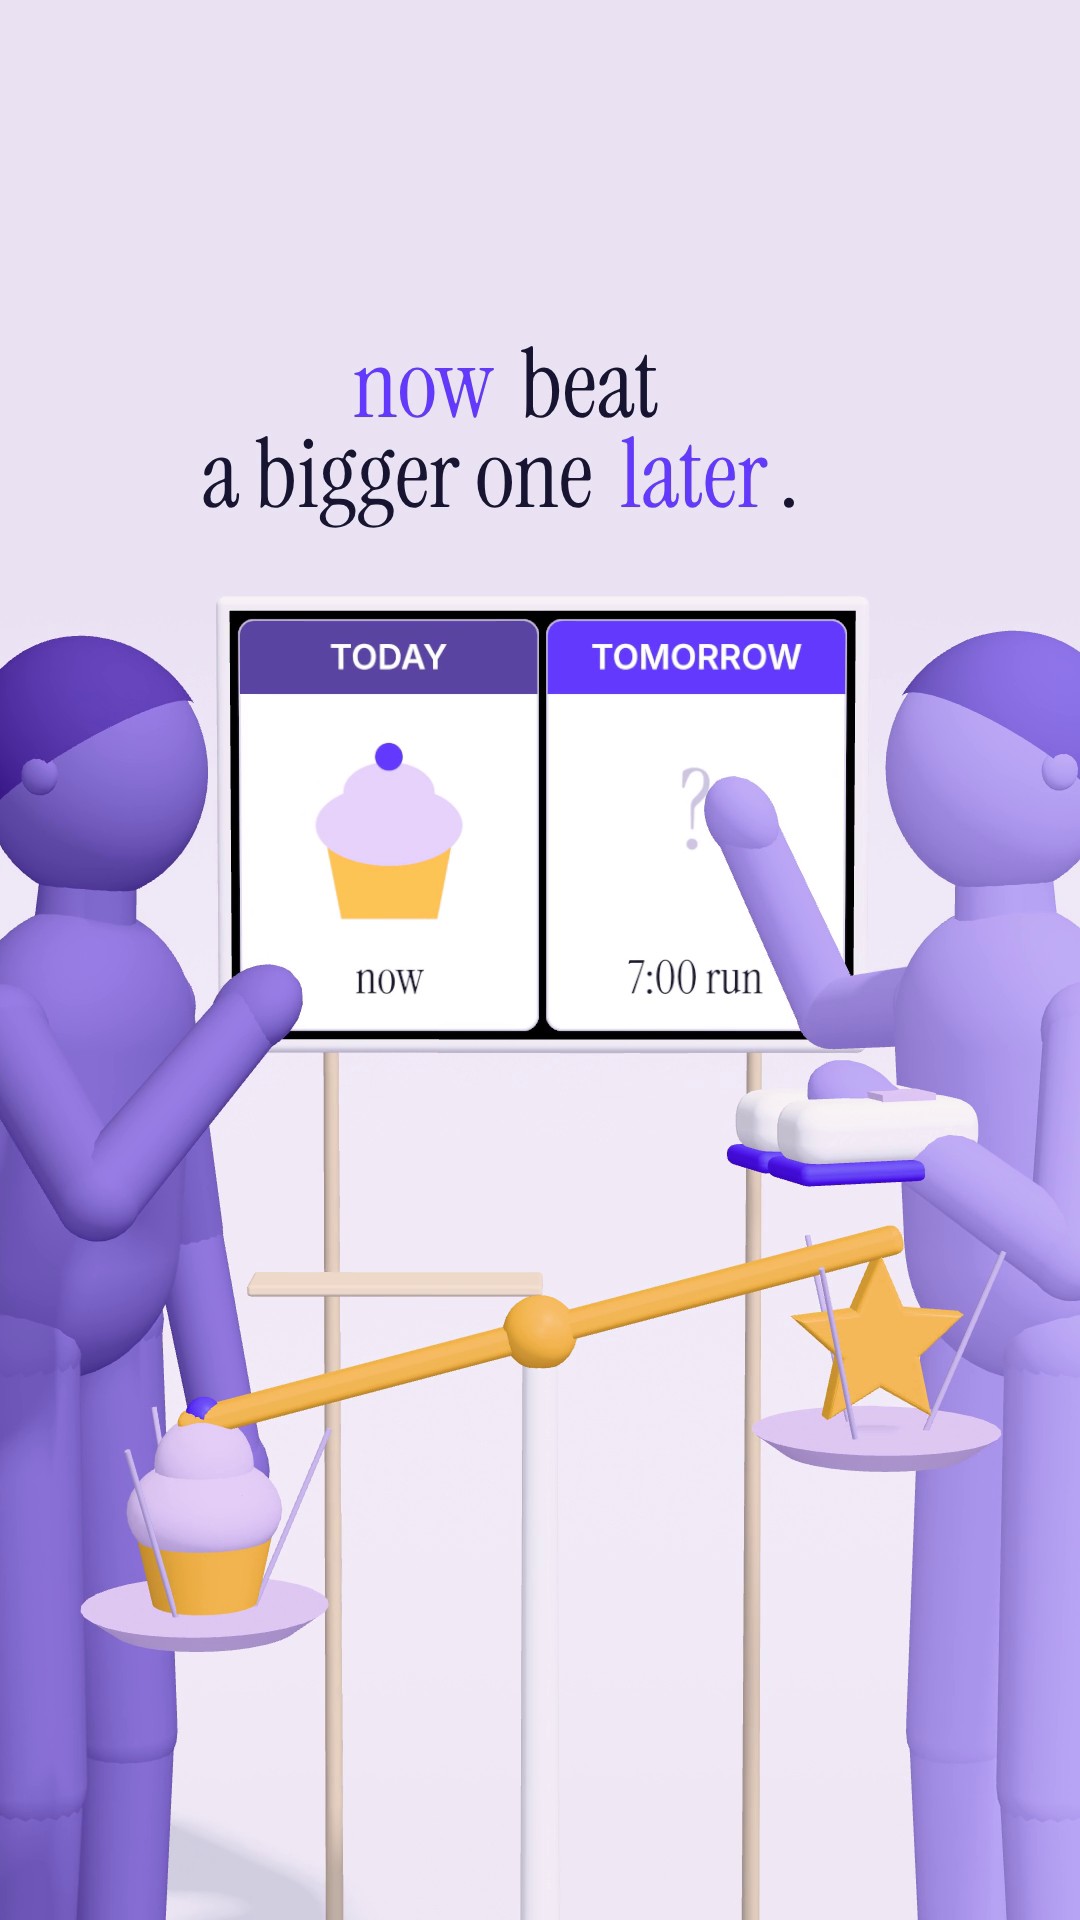 now beat
a bigger one later.
TODAY
TOMORROW
?
now
7:00 run